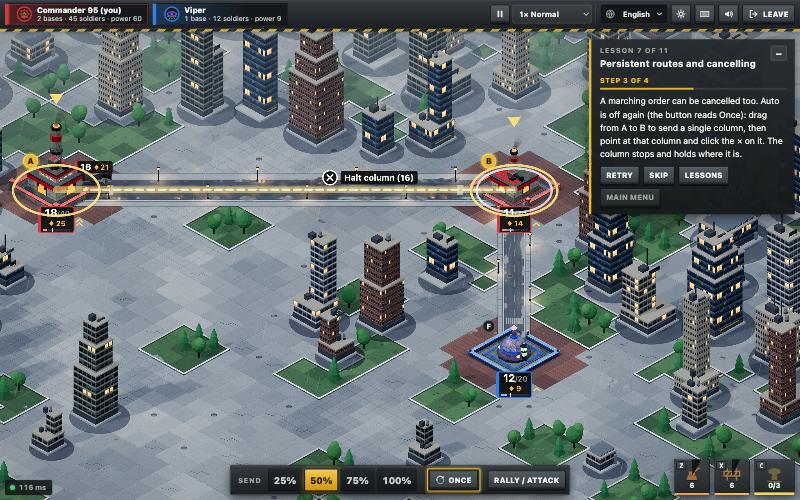 Commander 95 (you)
2 bases · 45 soldiers · power 60
Viper
1 base · 12 soldiers · power 9
1× Normal
English
LEAVE
LESSON 7 OF 11
Persistent routes and cancelling
STEP 3 OF 4
A marching order can be cancelled too. Auto
is off again (the button reads Once): drag
from A to B to send a single column, then
point at that column and click the × on it. The
column stops and holds where it is.
RETRY
SKIP
LESSONS
MAIN MENU
A
16 ♦ 21
Halt column (16)
B
♦ 25
♦ 14
F
12/20
♦ 9
SEND
25%
50%
75%
100%
ONCE
RALLY / ATTACK
Z
6
X
6
C
0/3
116 ms